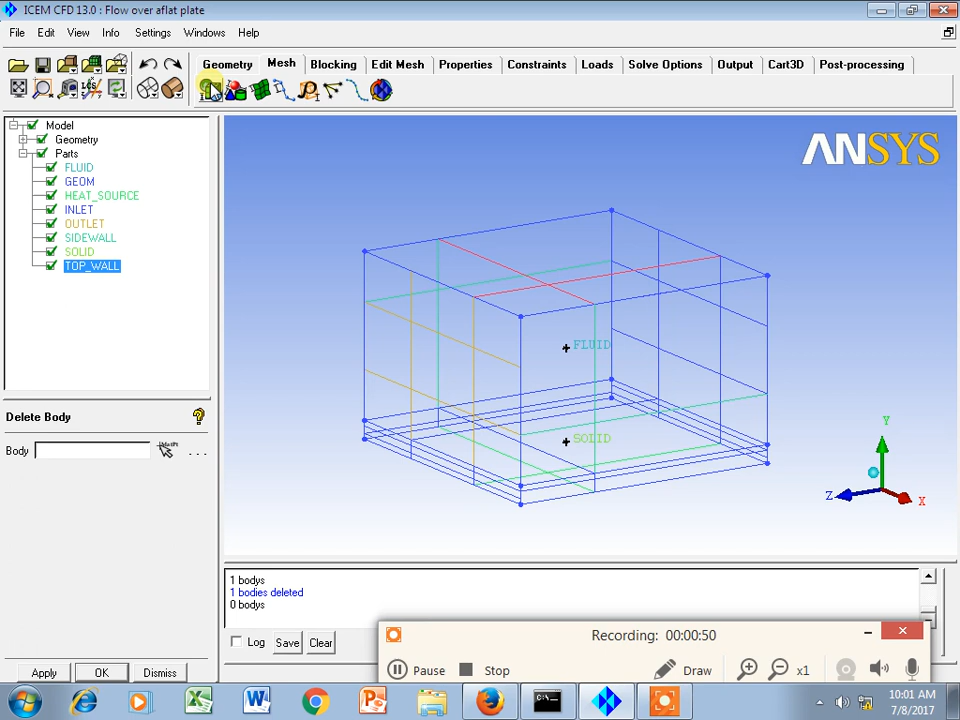 ICEM CFD 13.0 : Flow over aflat plate
File Edit View Info Settings Windows Help
Geometry Mesh Blocking Edit Mesh Properties Constraints Loads Solve Options Output Cart3D Post-processing
Model
Geometry
Parts
FLUID
GEOM
HEAT_SOURCE
INLET
OUTLET
SIDEWALL
SOLID
TOP_WALL
ANSYS
FLUID
SOLID
Y
Z
X
Delete Body
Body
...
Apply OK Dismiss
1 bodys
1 bodies deleted
0 bodys
Log Save Clear
Recording: 00:00:50
Pause Stop Draw x1
10:01 AM
7/8/2017